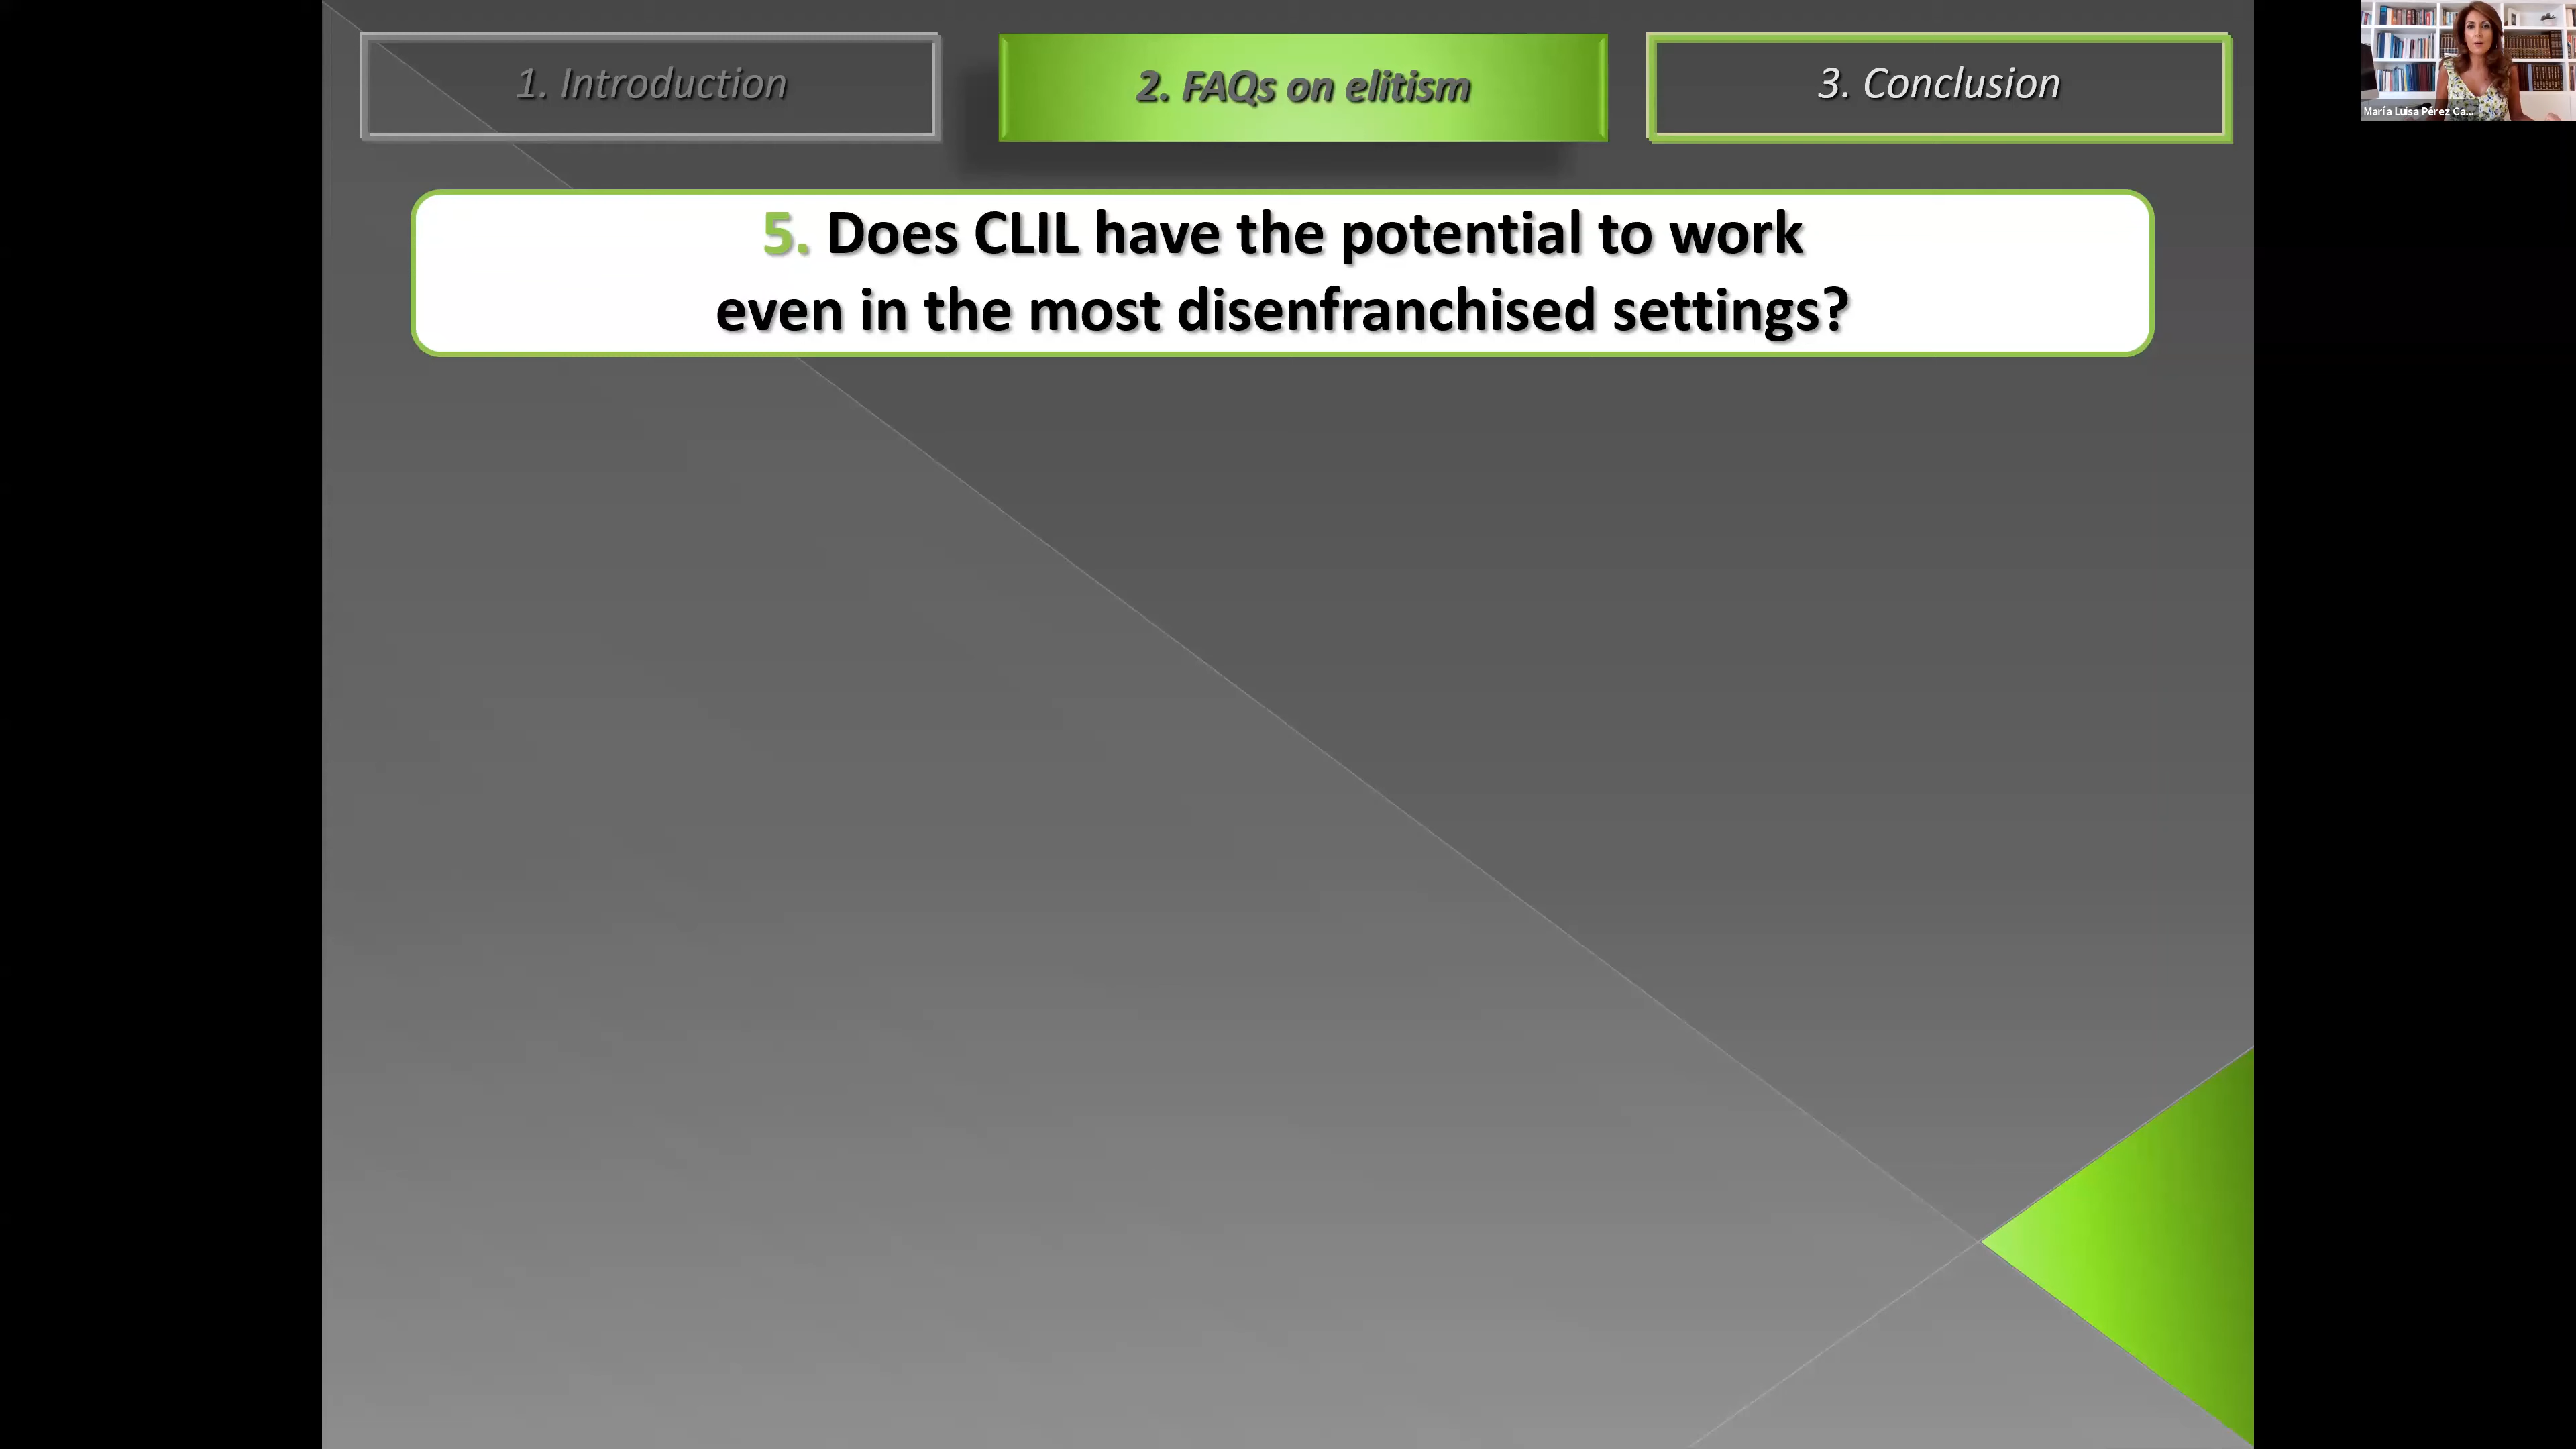 1. Introduction
2. FAQs on elitism
3. Conclusion
María Luisa Pérez Ca...
5. Does CLIL have the potential to work
even in the most disenfranchised settings?